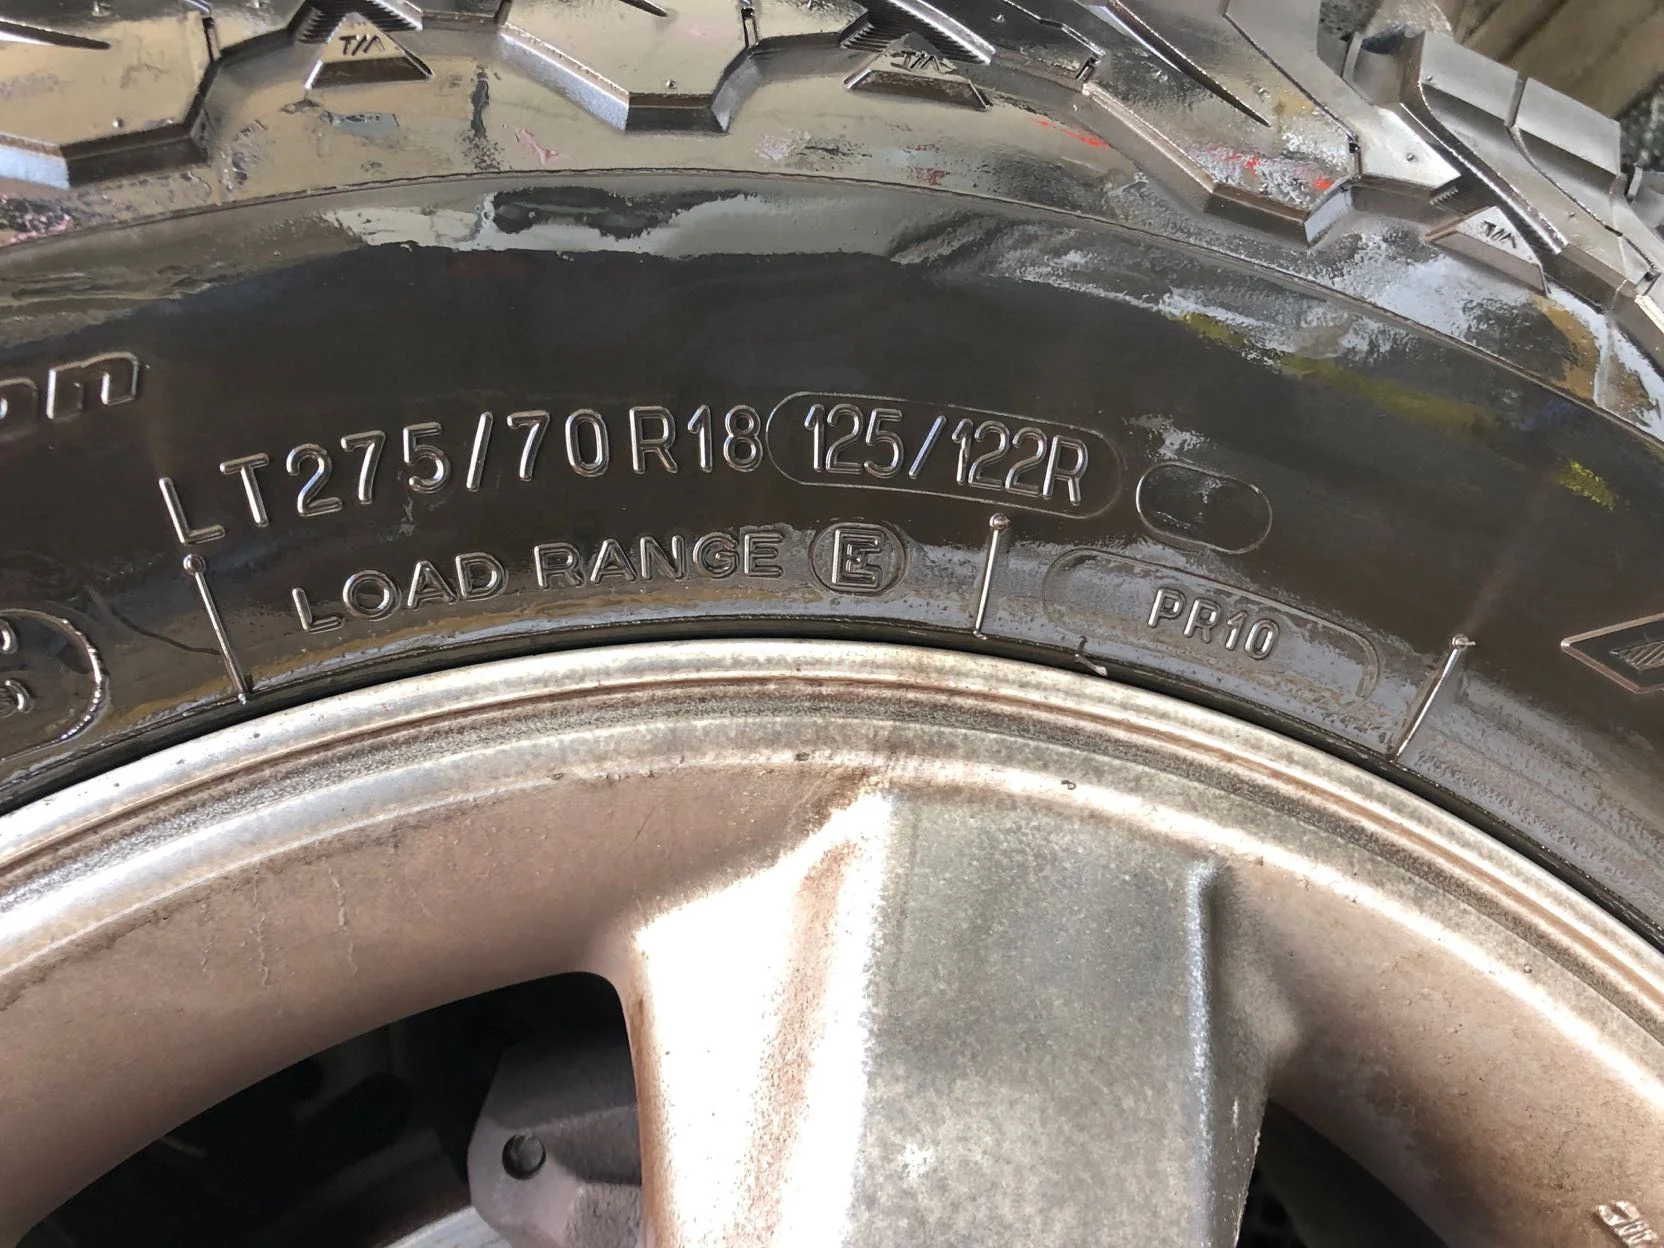 T/A
T/A
T/A
LT275/70R18 125/122R
LOAD RANGE E
PR10